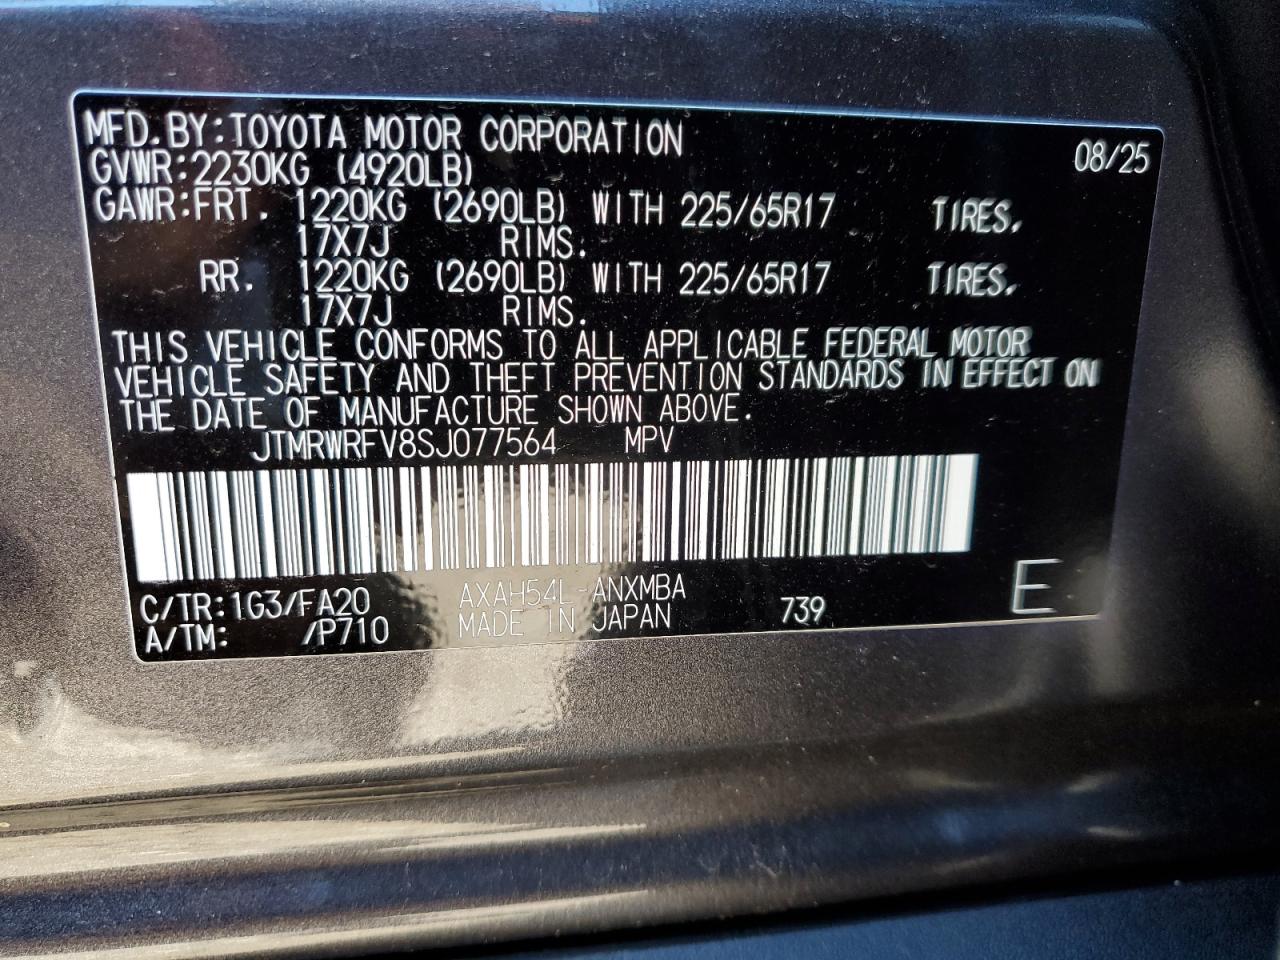 MFD.BY:TOYOTA MOTOR CORPORATION 08/25
GVWR:2230KG (4920LB)
GAWR:FRT. 1220KG (2690LB) WITH 225/65R17 TIRES.
17X7J RIMS.
RR. 1220KG (2690LB) WITH 225/65R17 TIRES.
17X7J RIMS.
THIS VEHICLE CONFORMS TO ALL APPLICABLE FEDERAL MOTOR
VEHICLE SAFETY AND THEFT PREVENTION STANDARDS IN EFFECT ON
THE DATE OF MANUFACTURE SHOWN ABOVE.
JTMRWRFV8SJ077564 MPV
C/TR:1G3/FA20 AXAH54L-ANXMBA 739 E
A/TM: /P710 MADE IN JAPAN